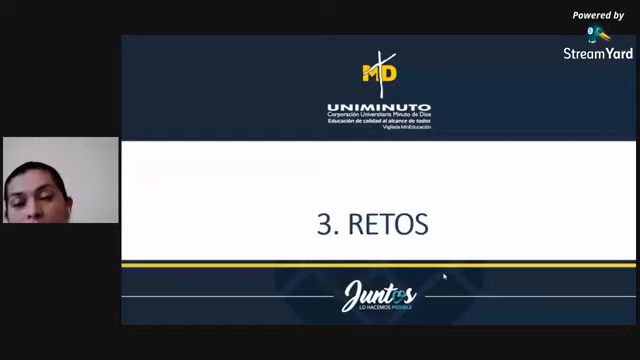 Powered by
StreamYard
MD
UNIMINUTO
Corporación Universitaria Minuto de Dios
Educación de calidad al alcance de todos
Vigilada MinEducación
3. RETOS
Juntos
LO HACEMOS POSIBLE